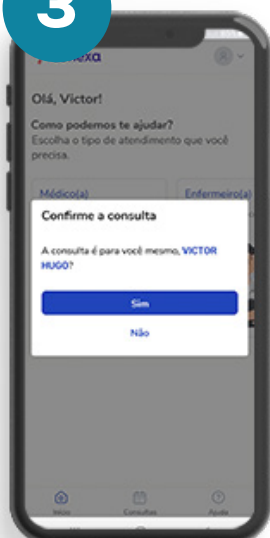 3
Olá, Victor!
Como podemos te ajudar?
Escolha o tipo de atendimento que você
precisa.
Médico(a)
Enfermeiro(a)
Confirme a consulta
A consulta é para você mesmo, VICTOR
HUGO?
Sim
Não
Início
Consultas
Ajuda